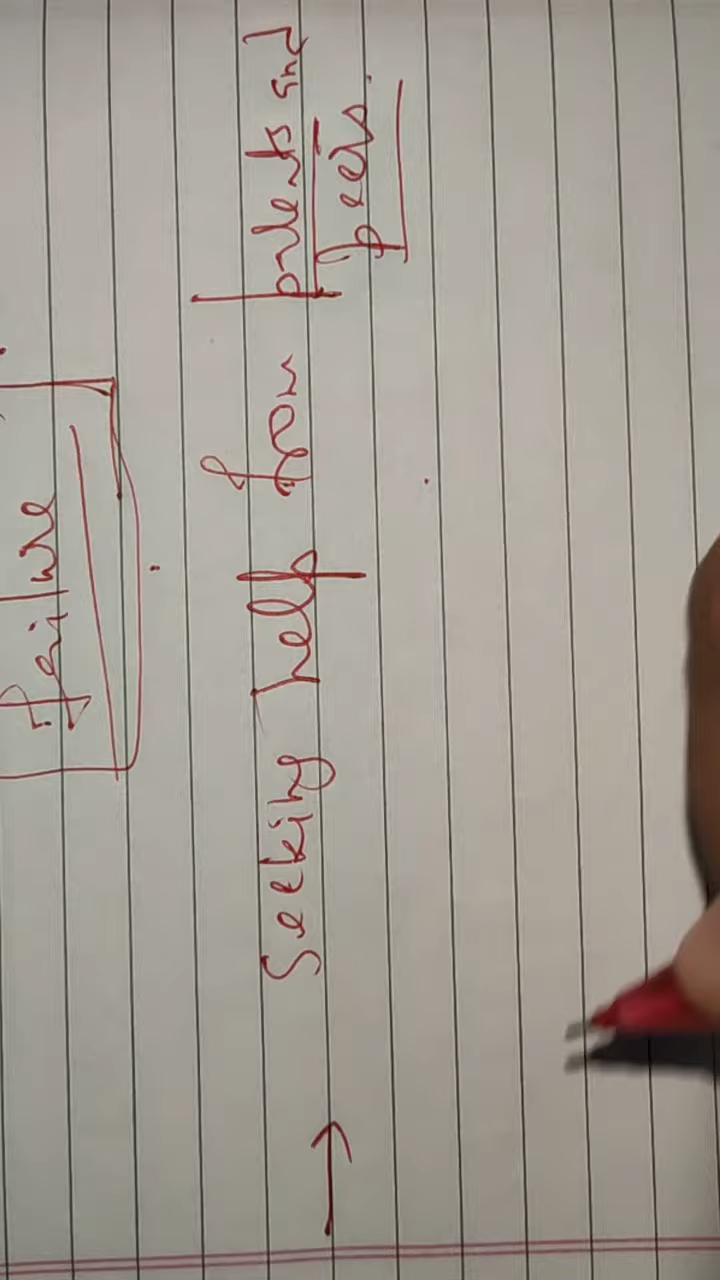 failure
→ Seeking help from parents and
peers.